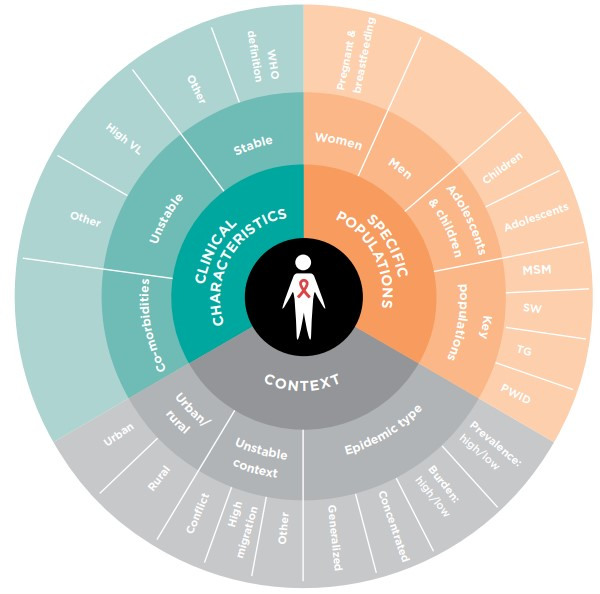 CLINICAL
CHARACTERISTICS
Stable
WHO
definition
Other
Unstable
High VL
Other
Co-morbidities
SPECIFIC
POPULATIONS
Women
Pregnant &
breastfeeding
Men
Adolescents
& children
Children
Adolescents
Key
populations
MSM
SW
TG
PWID
CONTEXT
Epidemic type
Prevalence:
high/low
Burden:
high/low
Concentrated
Generalized
Unstable
context
Other
High
migration
Conflict
Urban/
rural
Rural
Urban